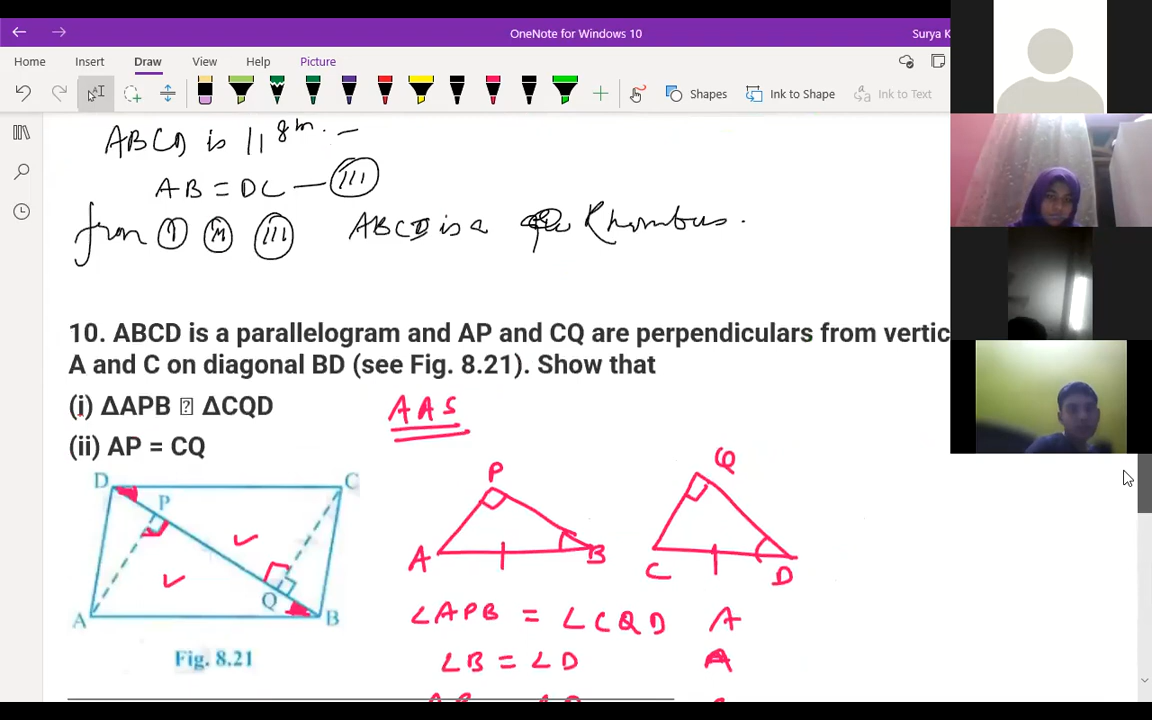 OneNote for Windows 10
Surya K
Home Insert Draw View Help Picture
Shapes Ink to Shape Ink to Text
ABCD is ||gm.
AB = DC — III
from I II III ABCD is a Rhombus.
10. ABCD is a parallelogram and AP and CQ are perpendiculars from vertic
A and C on diagonal BD (see Fig. 8.21). Show that
(i) ΔAPB ΔCQD
AAS
(ii) AP = CQ
D P C
A Q B
Fig. 8.21
P
A B
Q
C D
∠APB = ∠CQD A
∠B = ∠D A